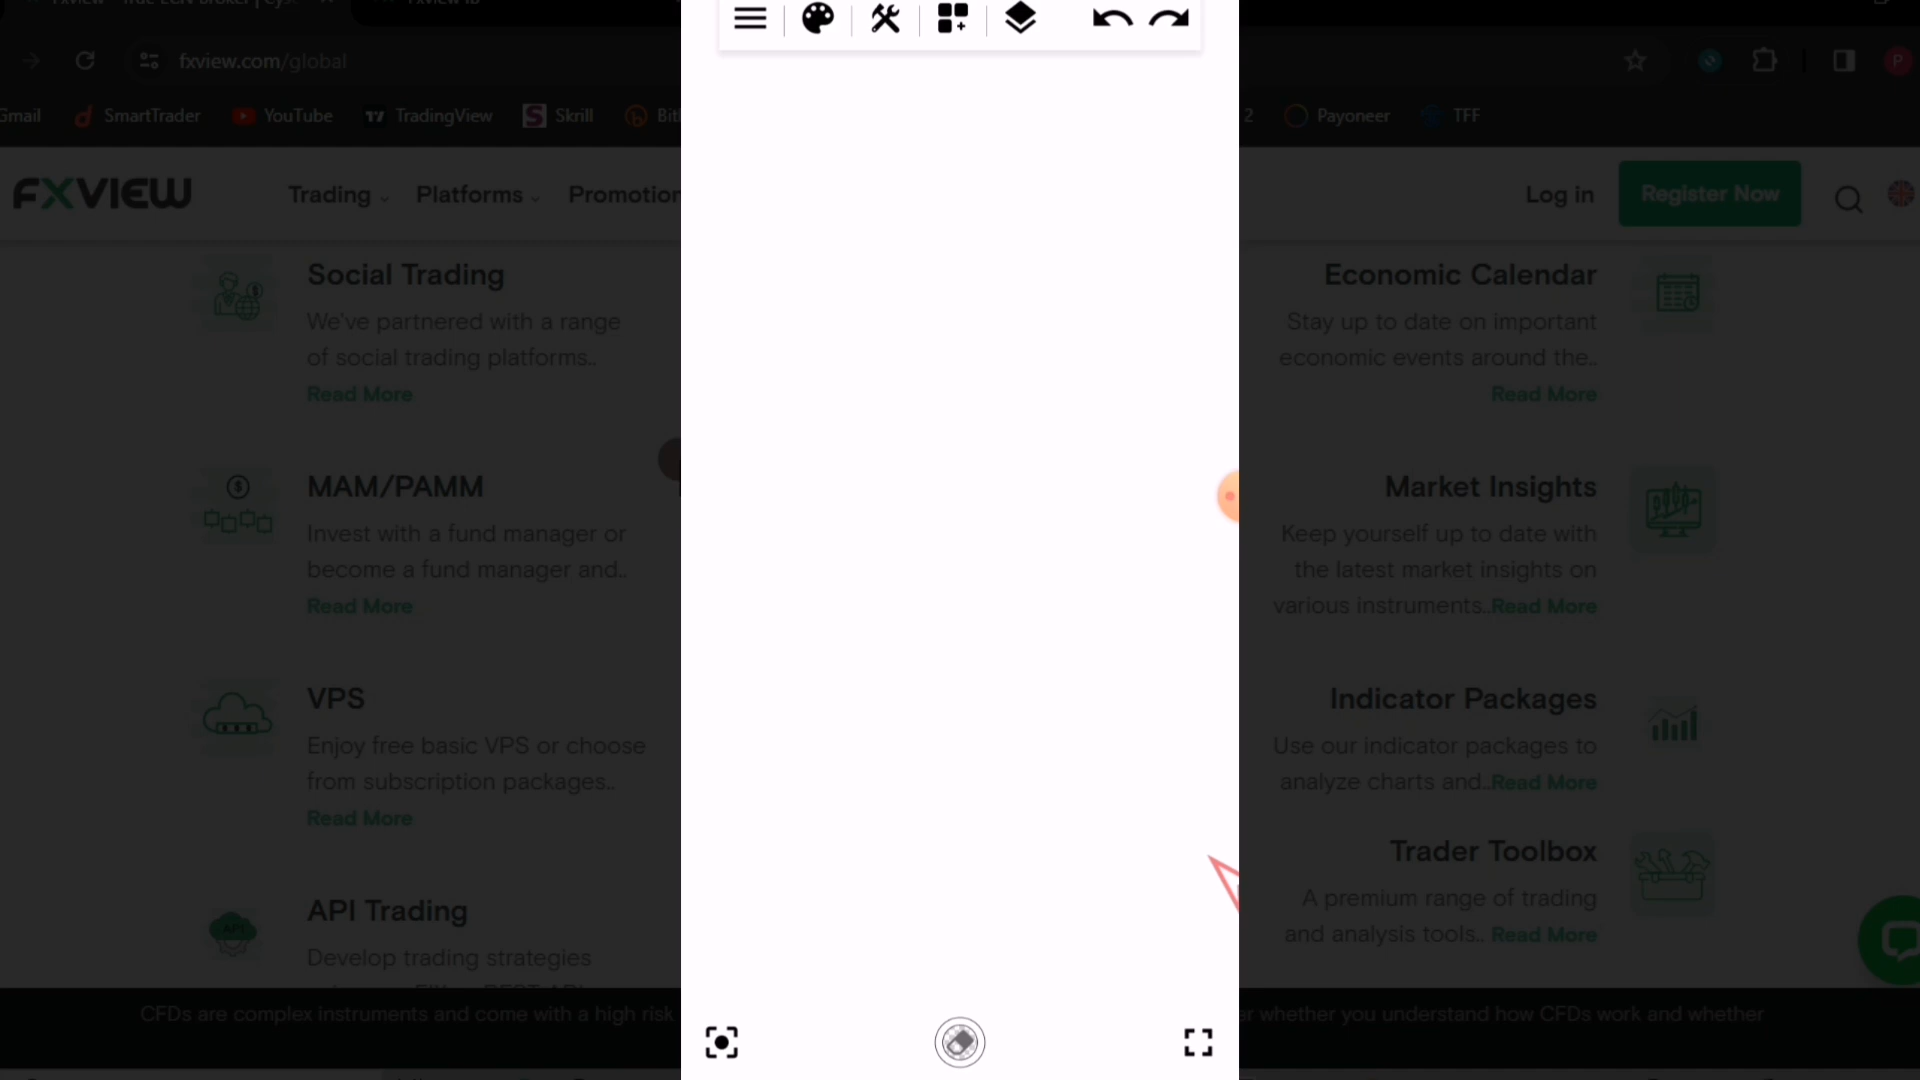 fxview.com/global
Gmail
SmartTrader
YouTube
TradingView
Skrill
Payoneer
TFF
P
FXVIEW
Trading
Platforms
Log in
Register Now
Social Trading
We've partnered with a range
of social trading platforms..
Read More
MAM/PAMM
Invest with a fund manager or
become a fund manager and..
Read More
VPS
Enjoy free basic VPS or choose
from subscription packages..
Read More
API Trading
Develop trading strategies
Economic Calendar
Stay up to date on important
economic events around the..
Read More
Market Insights
Keep yourself up to date with
the latest market insights on
various instruments..Read More
Indicator Packages
Use our indicator packages to
analyze charts and..Read More
Trader Toolbox
A premium range of trading
and analysis tools.. Read More
CFDs are complex instruments and come with a high risk
whether you understand how CFDs work and whether